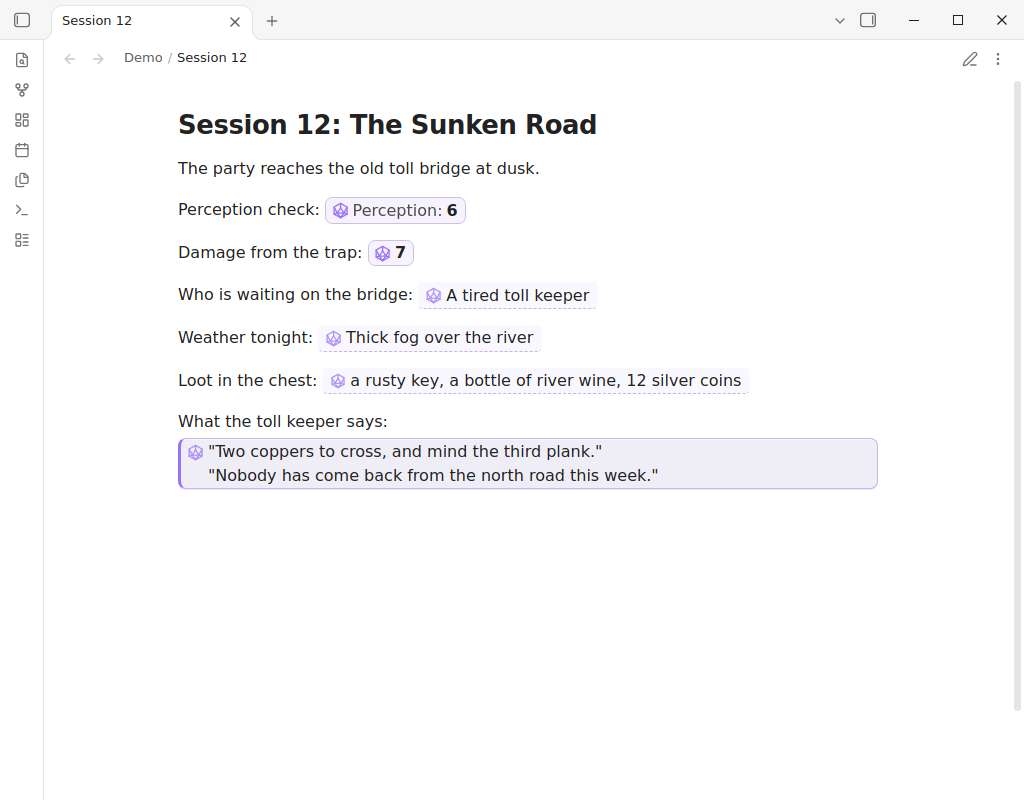 Session 12
Demo / Session 12
Session 12: The Sunken Road
The party reaches the old toll bridge at dusk.
Perception check: Perception: 6
Damage from the trap: 7
Who is waiting on the bridge: A tired toll keeper
Weather tonight: Thick fog over the river
Loot in the chest: a rusty key, a bottle of river wine, 12 silver coins
What the toll keeper says:
"Two coppers to cross, and mind the third plank."
"Nobody has come back from the north road this week."